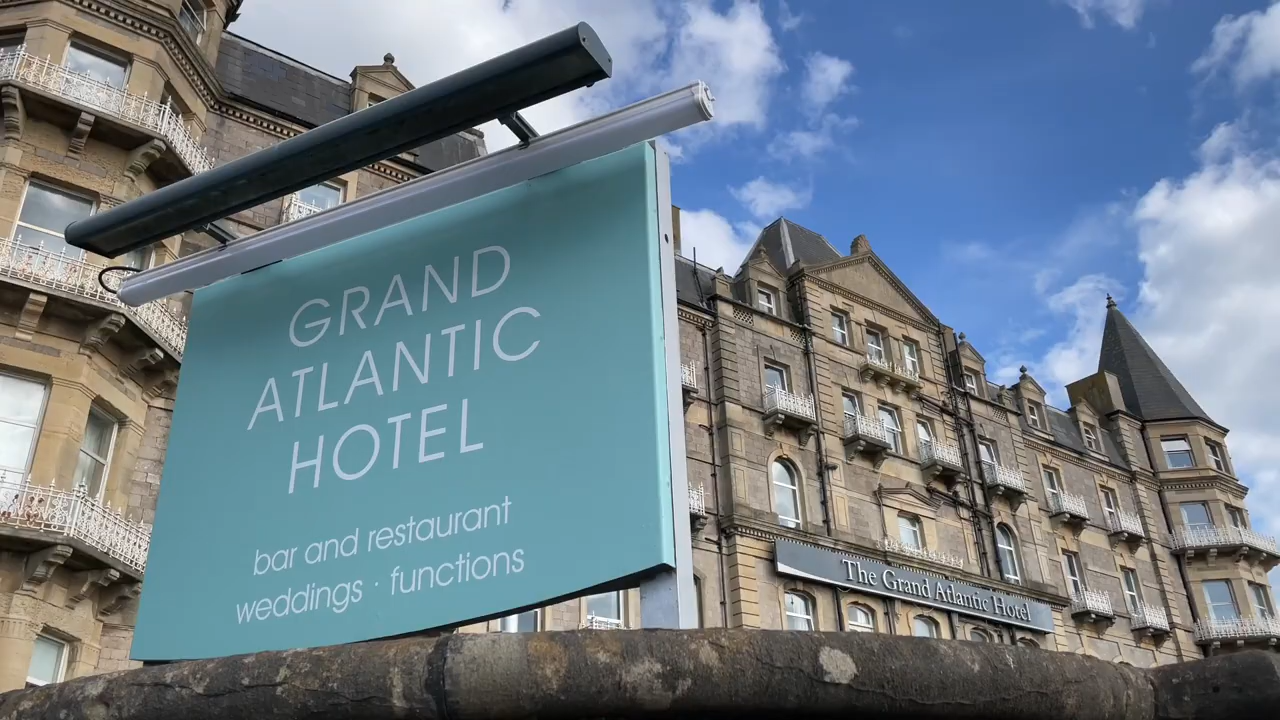 GRAND
ATLANTIC
HOTEL
bar and restaurant
weddings · functions
The Grand Atlantic Hotel